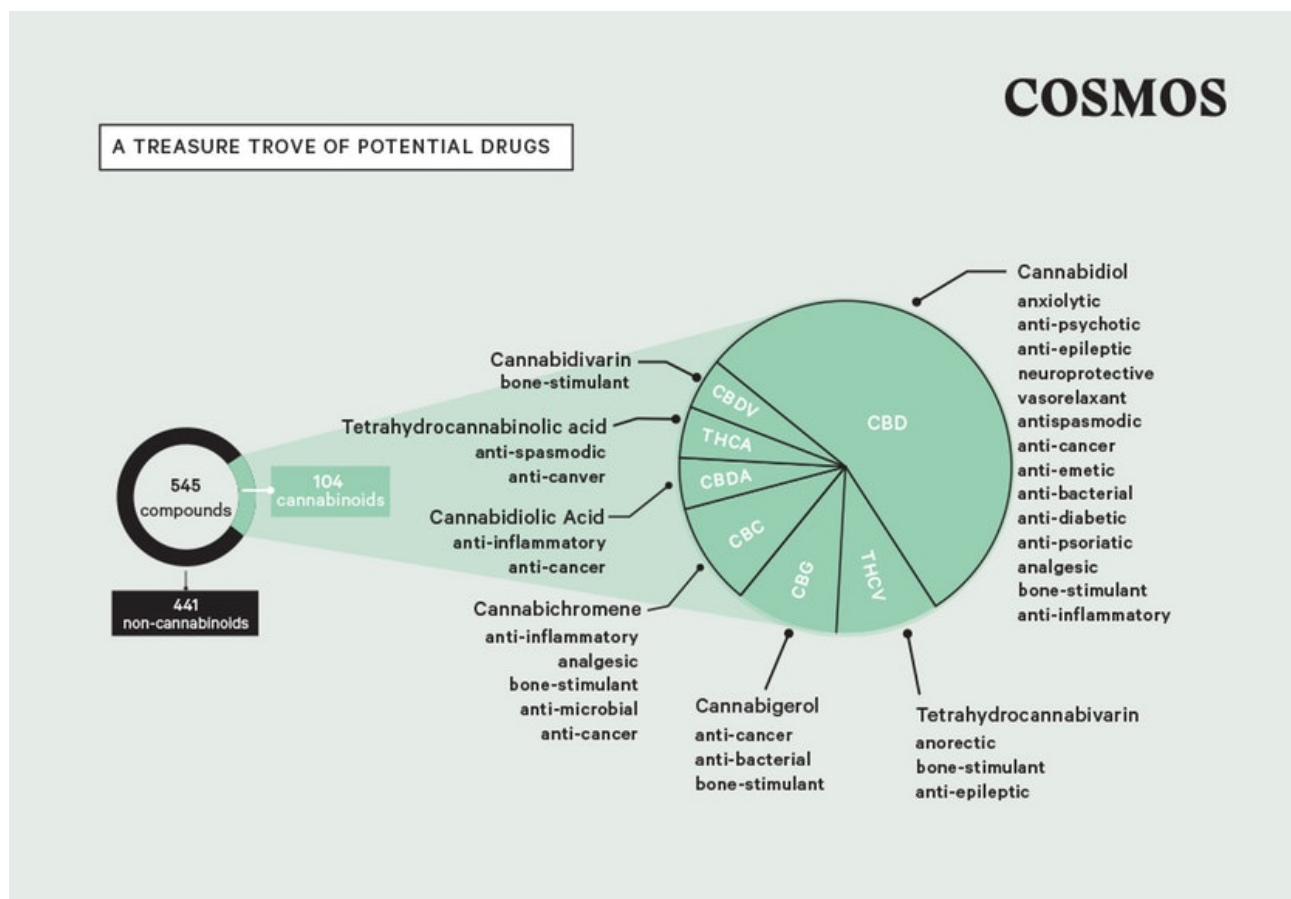 COSMOS
A TREASURE TROVE OF POTENTIAL DRUGS
545
compounds
104
cannabinoids
441
non-cannabinoids
Cannabidivarin
bone-stimulant
Tetrahydrocannabinolic acid
anti-spasmodic
anti-canver
Cannabidiolic Acid
anti-inflammatory
anti-cancer
Cannabichromene
anti-inflammatory
analgesic
bone-stimulant
anti-microbial
anti-cancer
CBDV
THCA
CBDA
CBC
CBG
THCV
CBD
Cannabigerol
anti-cancer
anti-bacterial
bone-stimulant
Tetrahydrocannabivarin
anorectic
bone-stimulant
anti-epileptic
Cannabidiol
anxiolytic
anti-psychotic
anti-epileptic
neuroprotective
vasorelaxant
antispasmodic
anti-cancer
anti-emetic
anti-bacterial
anti-diabetic
anti-psoriatic
analgesic
bone-stimulant
anti-inflammatory